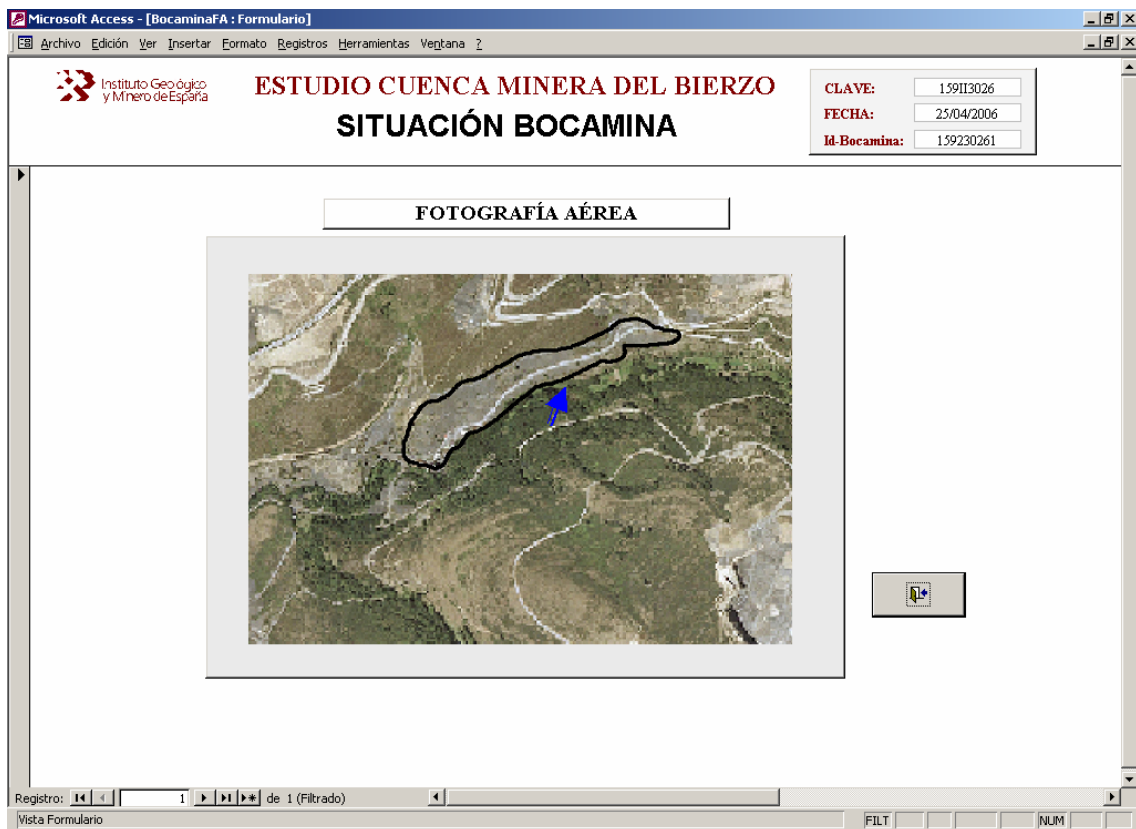 Microsoft Access - [BocaminaFA : Formulario]
Archivo Edición Ver Insertar Formato Registros Herramientas Ventana ?
Instituto Geológico
y Minero de España
ESTUDIO CUENCA MINERA DEL BIERZO
SITUACIÓN BOCAMINA
CLAVE: 159II3026
FECHA: 25/04/2006
Id-Bocamina: 159230261
FOTOGRAFÍA AÉREA
Registro: 1 de 1 (Filtrado)
Vista Formulario FILT NUM